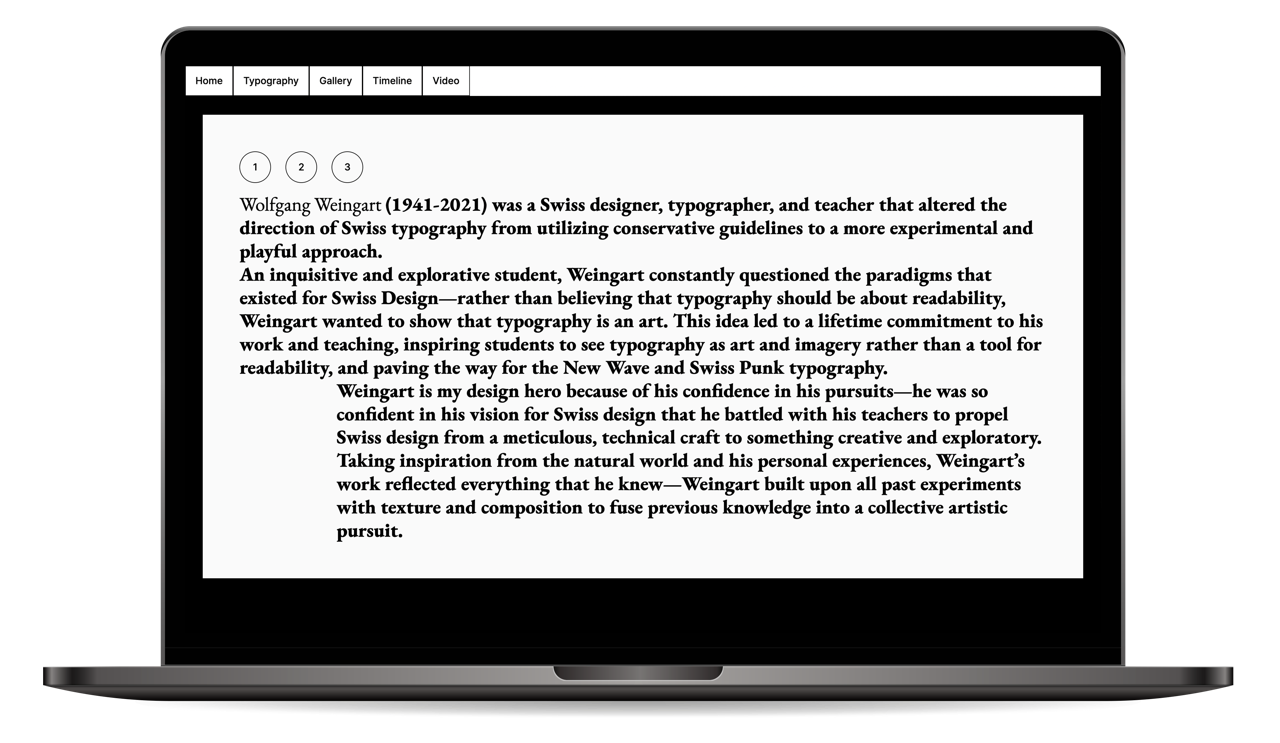 Home Typography Gallery Timeline Video
1 2 3
Wolfgang Weingart (1941-2021) was a Swiss designer, typographer, and teacher that altered the
direction of Swiss typography from utilizing conservative guidelines to a more experimental and
playful approach.
An inquisitive and explorative student, Weingart constantly questioned the paradigms that
existed for Swiss Design—rather than believing that typography should be about readability,
Weingart wanted to show that typography is an art. This idea led to a lifetime commitment to his
work and teaching, inspiring students to see typography as art and imagery rather than a tool for
readability, and paving the way for the New Wave and Swiss Punk typography.
Weingart is my design hero because of his confidence in his pursuits—he was so
confident in his vision for Swiss design that he battled with his teachers to propel
Swiss design from a meticulous, technical craft to something creative and exploratory.
Taking inspiration from the natural world and his personal experiences, Weingart’s
work reflected everything that he knew—Weingart built upon all past experiments
with texture and composition to fuse previous knowledge into a collective artistic
pursuit.